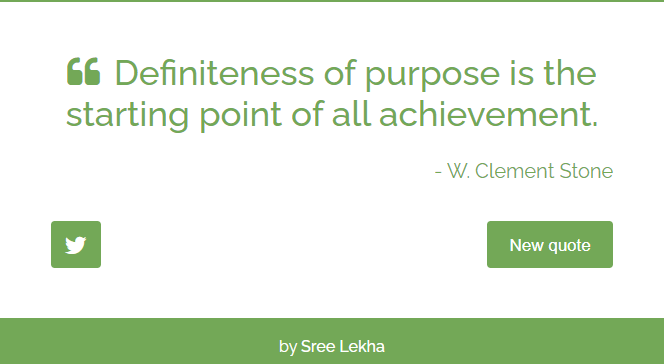 ❝ Definiteness of purpose is the
starting point of all achievement.
- W. Clement Stone
New quote
by Sree Lekha